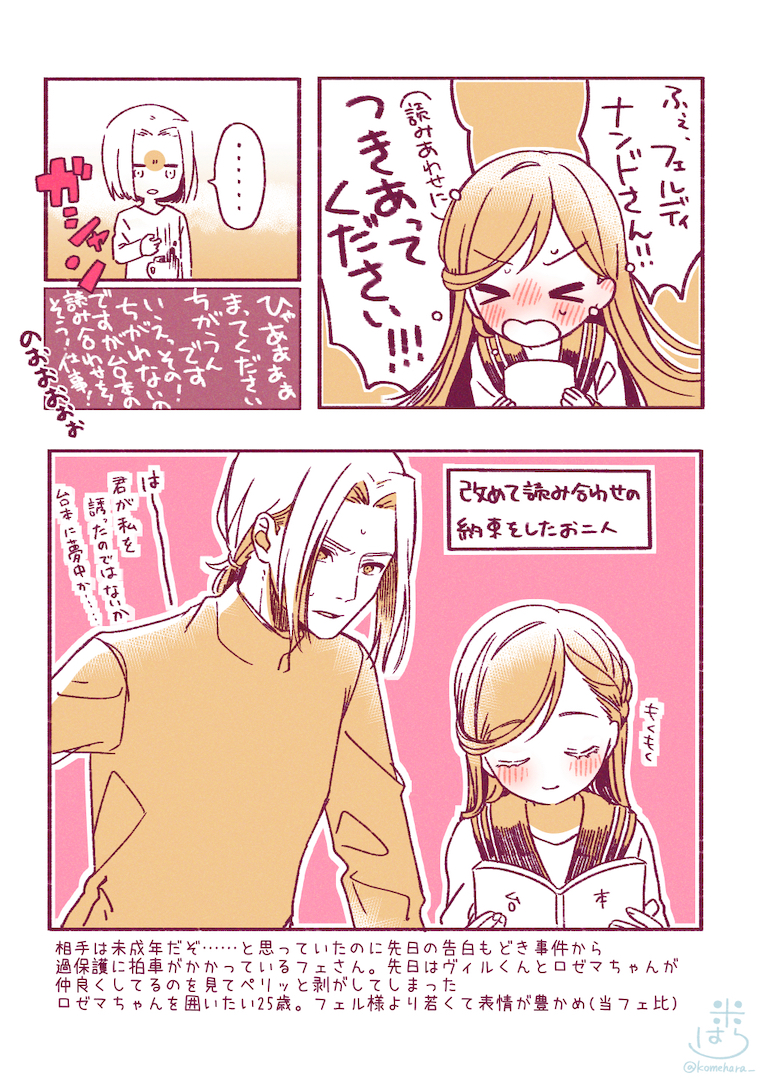 ふぇ、フェルディ
ナンドさん!!!
(読みあわせに)
つきあって
ください!!!
・・・・・・
ガシャン
ひゃあぁぁぁ
まってください
ちがうんです
いいえっその!
ちがわないの
ですが台本の
読み合わせを!
そう!仕事!
のおおおおぉ
改めて読み合わせの
納束をしたお二人
は
君が私を
誘ったのではないか
台本に夢中か・・・・
もくもく
台
本
相手は未成年だぞ……と思っていたのに先日の告白もどき事件から
過保護に拍車がかかっているフェさん。先日はヴィルくんとロゼマちゃんが
仲良くしてるのを見てペリッと剥がしてしまった
ロゼマちゃんを囲いたい25歳。フェル様より若くて表情が豊かめ(当フェ比)
米はら
@komehara_